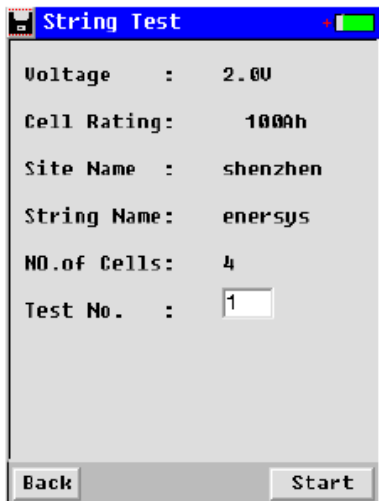 String Test
Voltage : 2.0V
Cell Rating: 100Ah
Site Name : shenzhen
String Name: enersys
NO.of Cells: 4
Test No. : 1
Back Start